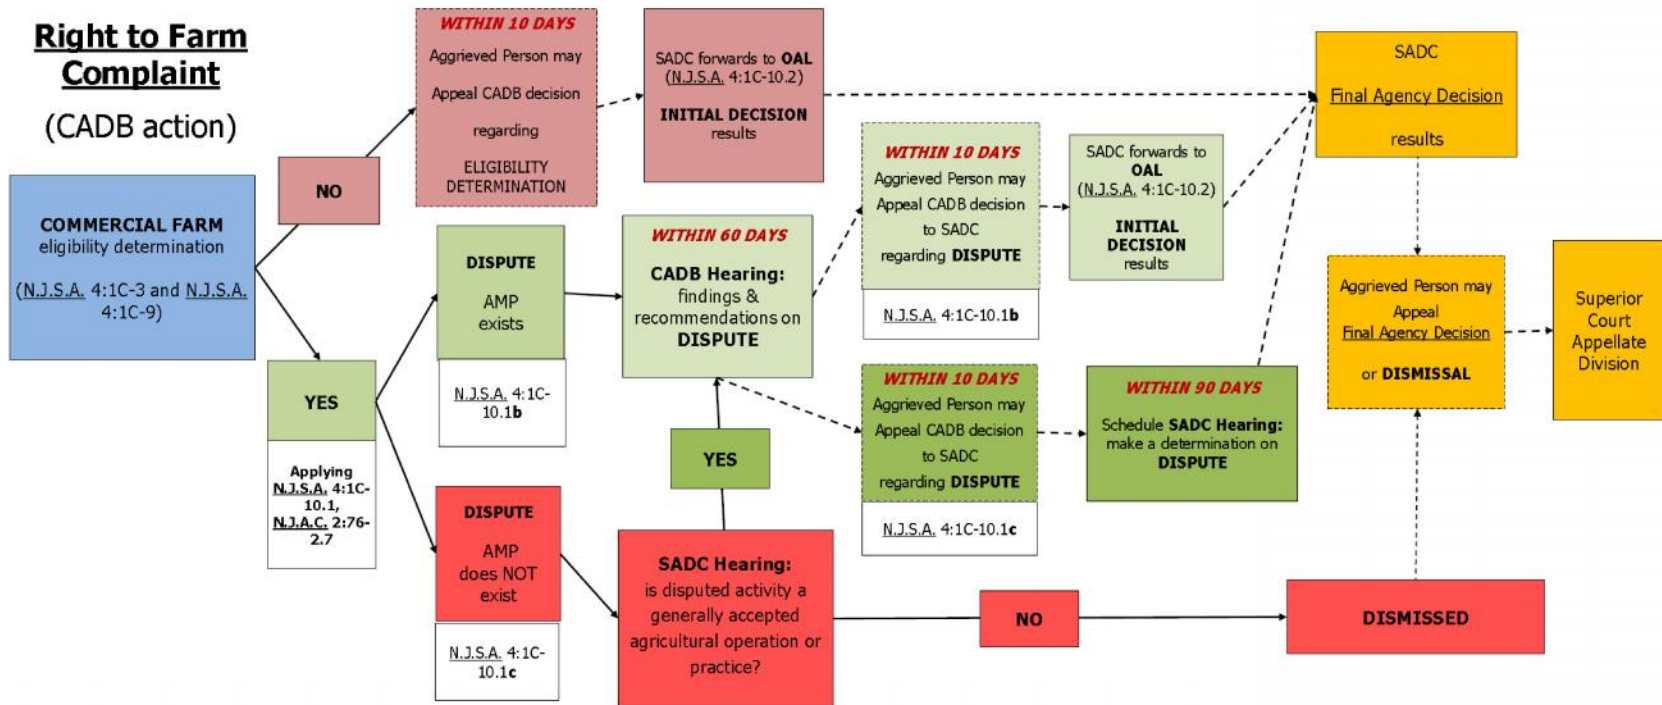 Right to Farm
Complaint
(CADB action)
COMMERCIAL FARM
eligibility determination
(N.J.S.A. 4:1C-3 and N.J.S.A.
4:1C-9)
NO
WITHIN 10 DAYS
Aggrieved Person may
Appeal CADB decision
regarding
ELIGIBILITY
DETERMINATION
SADC forwards to OAL
(N.J.S.A. 4:1C-10.2)
INITIAL DECISION
results
YES
Applying
N.J.S.A. 4:1C-
10.1,
N.J.A.C. 2:76-
2.7
DISPUTE
AMP
exists
N.J.S.A. 4:1C-
10.1b
DISPUTE
AMP
does NOT
exist
N.J.S.A. 4:1C-
10.1c
WITHIN 60 DAYS
CADB Hearing:
findings &
recommendations on
DISPUTE
YES
SADC Hearing:
is disputed activity a
generally accepted
agricultural operation or
practice?
WITHIN 10 DAYS
Aggrieved Person may
Appeal CADB decision
to SADC
regarding DISPUTE
N.J.S.A. 4:1C-10.1b
SADC forwards to
OAL
(N.J.S.A. 4:1C-10.2)
INITIAL
DECISION
results
WITHIN 10 DAYS
Aggrieved Person may
Appeal CADB decision
to SADC
regarding DISPUTE
N.J.S.A. 4:1C-10.1c
WITHIN 90 DAYS
Schedule SADC Hearing:
make a determination on
DISPUTE
NO
DISMISSED
SADC
Final Agency Decision
results
Aggrieved Person may
Appeal
Final Agency Decision
or DISMISSAL
Superior
Court
Appellate
Division